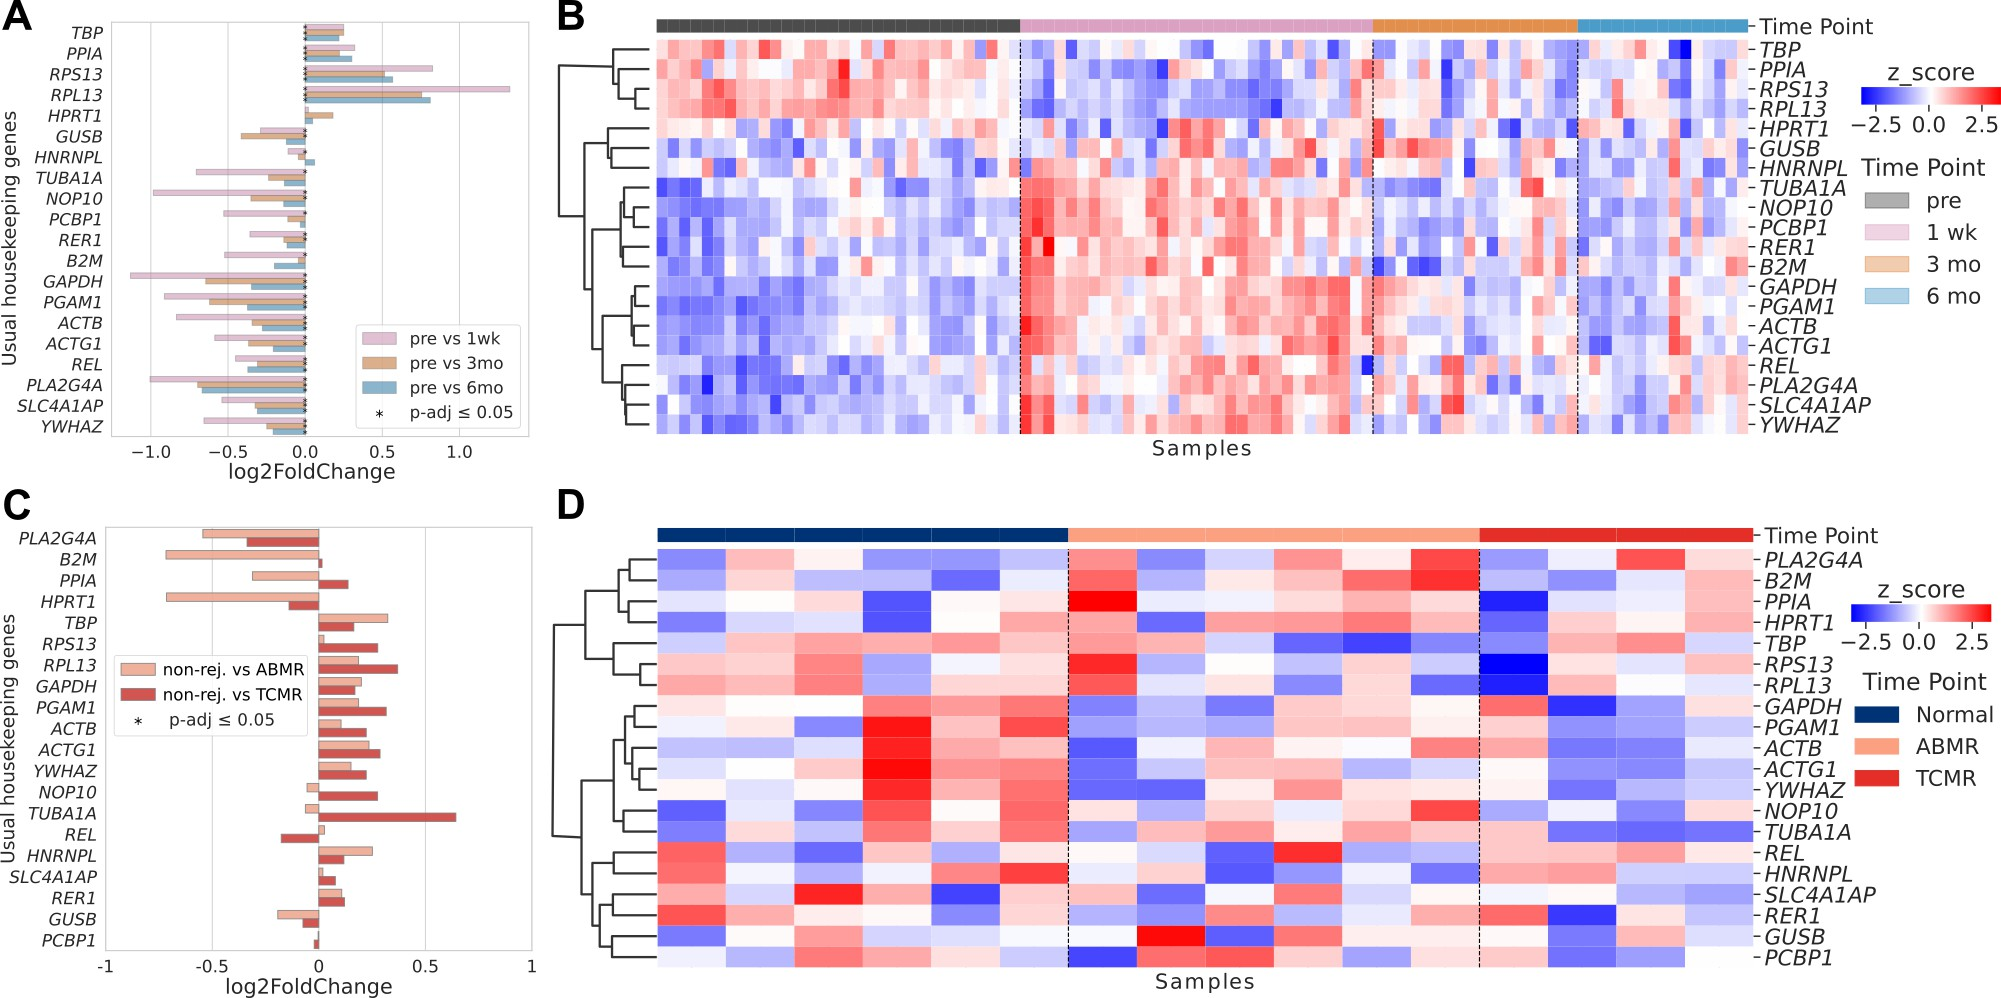 A
Usual housekeeping genes
TBP
PPIA
RPS13
RPL13
HPRT1
GUSB
HNRNPL
TUBA1A
NOP10
PCBP1
RER1
B2M
GAPDH
PGAM1
ACTB
ACTG1
REL
PLA2G4A
SLC4A1AP
YWHAZ
pre vs 1wk
pre vs 3mo
pre vs 6mo
* p-adj ≤ 0.05
−1.0 −0.5 0.0 0.5 1.0
log2FoldChange
B
Time Point
TBP
PPIA
RPS13
RPL13
HPRT1
GUSB
HNRNPL
TUBA1A
NOP10
PCBP1
RER1
B2M
GAPDH
PGAM1
ACTB
ACTG1
REL
PLA2G4A
SLC4A1AP
YWHAZ
Samples
z_score
−2.5 0.0 2.5
Time Point
pre
1 wk
3 mo
6 mo
C
Usual housekeeping genes
PLA2G4A
B2M
PPIA
HPRT1
TBP
RPS13
RPL13
GAPDH
PGAM1
ACTB
ACTG1
YWHAZ
NOP10
TUBA1A
REL
HNRNPL
SLC4A1AP
RER1
GUSB
PCBP1
non-rej. vs ABMR
non-rej. vs TCMR
* p-adj ≤ 0.05
-1 -0.5 0 0.5 1
log2FoldChange
D
Time Point
PLA2G4A
B2M
PPIA
HPRT1
TBP
RPS13
RPL13
GAPDH
PGAM1
ACTB
ACTG1
YWHAZ
NOP10
TUBA1A
REL
HNRNPL
SLC4A1AP
RER1
GUSB
PCBP1
Samples
z_score
−2.5 0.0 2.5
Time Point
Normal
ABMR
TCMR